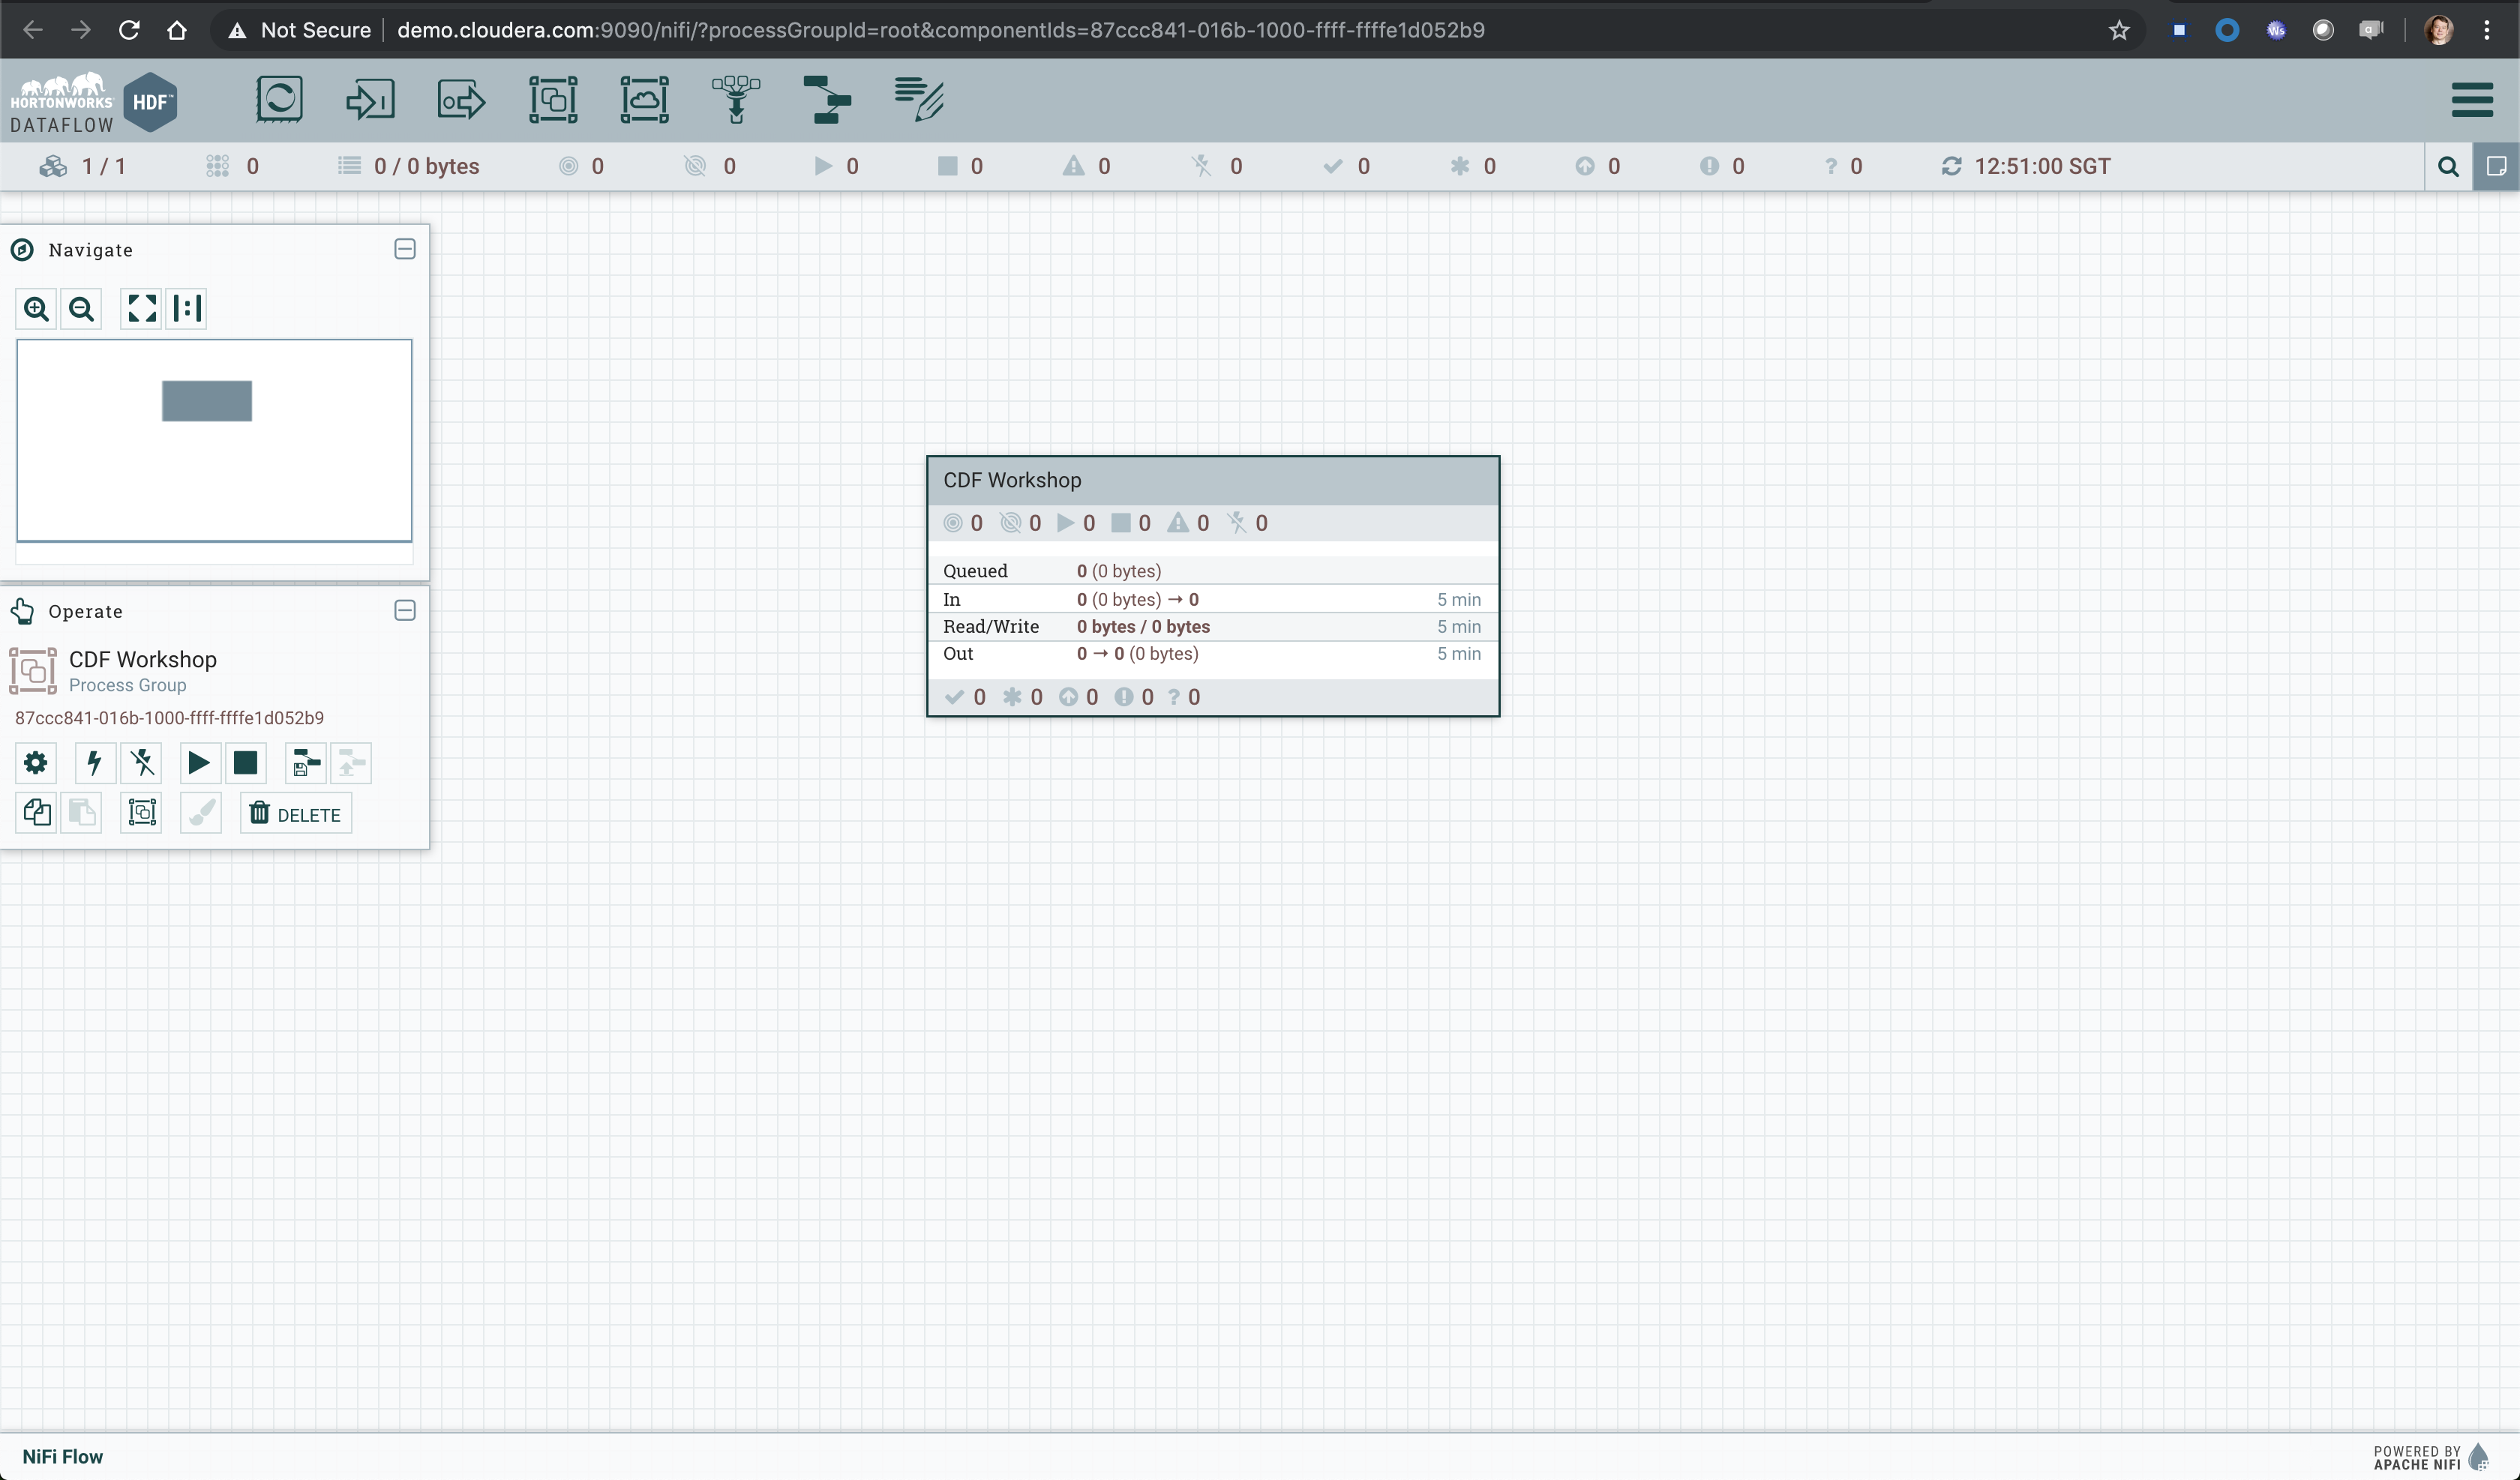 Not Secure demo.cloudera.com:9090/nifi/?processGroupId=root&componentIds=87ccc841-016b-1000-ffff-ffffe1d052b9
Ws
a
HORTONWORKS
DATAFLOW
HDF™
1 / 1 0 0 / 0 bytes 0 0 0 0 0 0 0 0 0 0 ? 0 12:51:00 SGT
Navigate
Operate
CDF Workshop
Process Group
87ccc841-016b-1000-ffff-ffffe1d052b9
DELETE
CDF Workshop
0 0 0 0 0 0
Queued 0 (0 bytes)
In 0 (0 bytes) → 0 5 min
Read/Write 0 bytes / 0 bytes 5 min
Out 0 → 0 (0 bytes) 5 min
0 0 0 0 ? 0
NiFi Flow
POWERED BY
APACHE NIFI